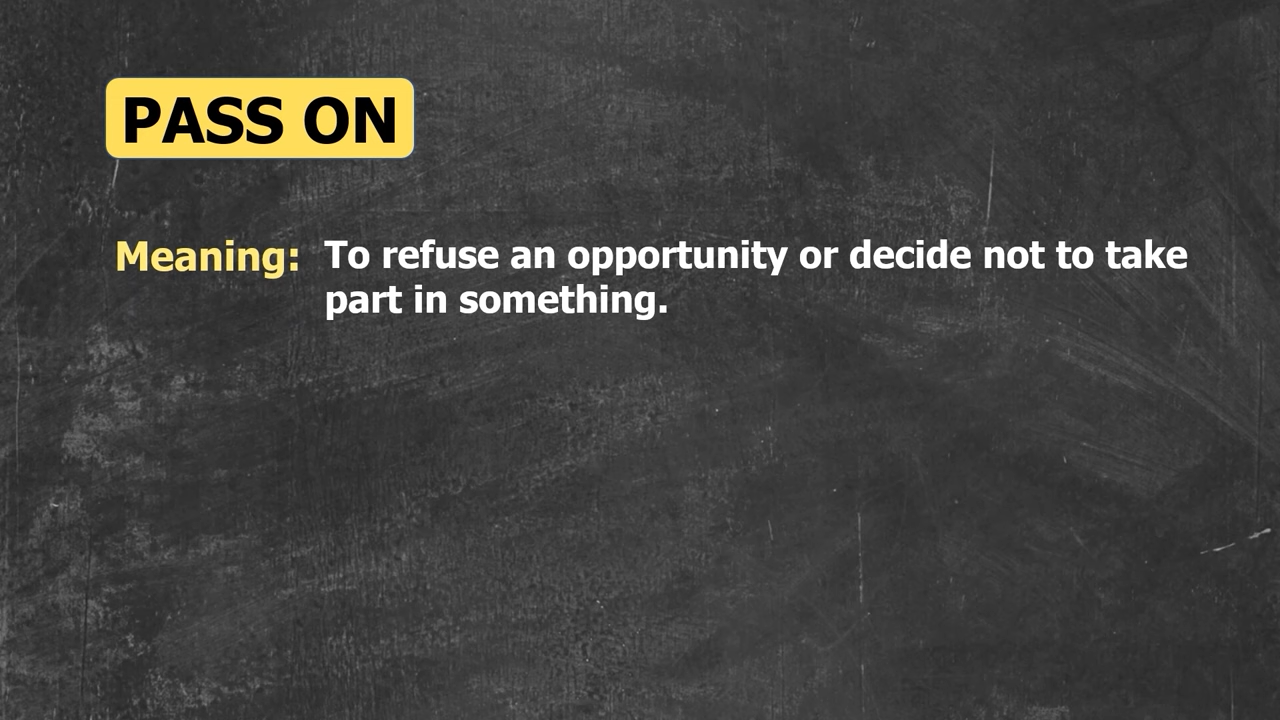 PASS ON
Meaning: To refuse an opportunity or decide not to take
part in something.